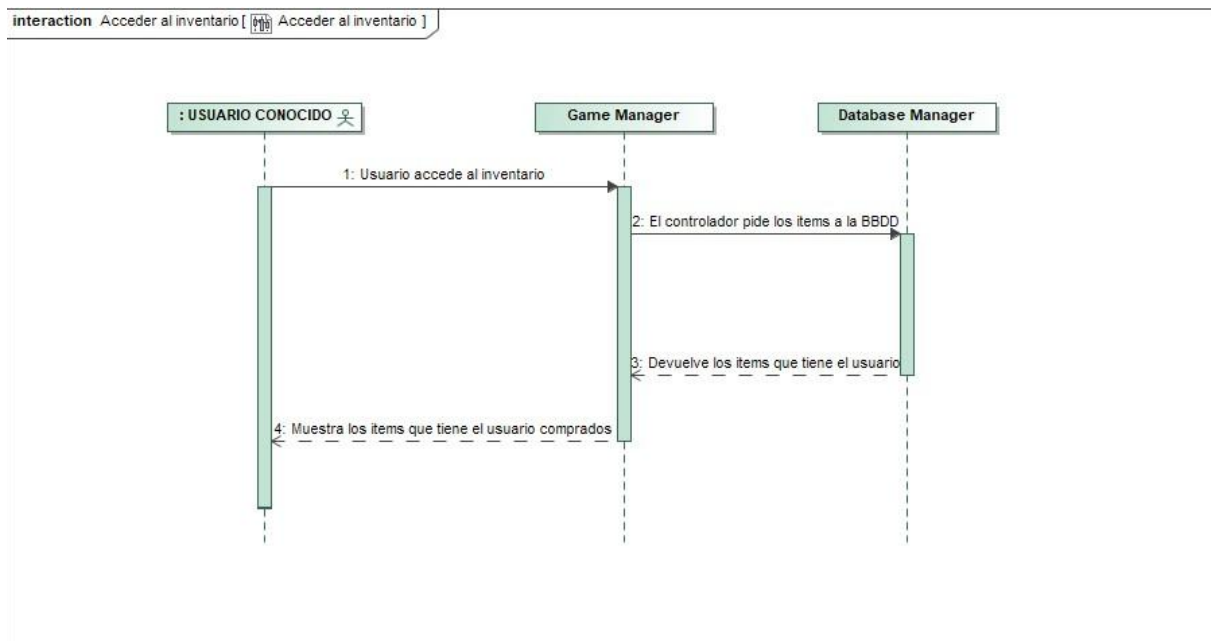 interaction Acceder al inventario [ Acceder al inventario ]
: USUARIO CONOCIDO
Game Manager
Database Manager
1: Usuario accede al inventario
2: El controlador pide los items a la BBDD
3: Devuelve los items que tiene el usuario
4: Muestra los items que tiene el usuario comprados